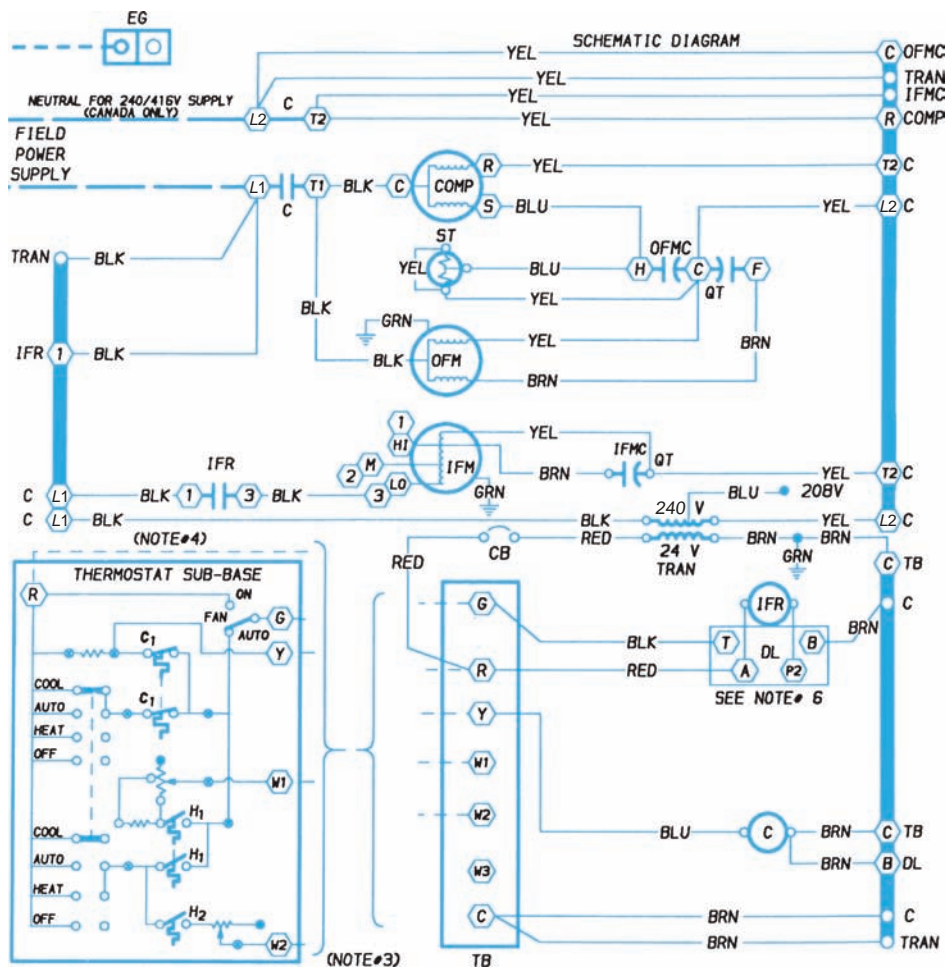 EG
SCHEMATIC DIAGRAM
YEL C OFMC
YEL TRAN
NEUTRAL FOR 240/416V SUPPLY C YEL IFMC
(CANADA ONLY) L2 T2 YEL R COMP
FIELD
POWER
SUPPLY
R YEL T2 C
L1 C T1 BLK C COMP
S BLU YEL L2 C
ST OFMC
TRAN BLK YEL BLU H C F
YEL QT
BLK GRN YEL BRN
IFR 1 BLK BLK OFM
BRN
1 YEL
HI
IFR M IFM IFMC QT
2 BRN YEL T2 C
C L1 BLK 1 3 BLK 3 LO GRN
BLU 208V
240 V
C L1 BLK BLK YEL L2 C
(NOTE#4) CB RED 24 V BRN BRN
RED TRAN GRN C TB
THERMOSTAT SUB-BASE
R ON
FAN G G IFR C
AUTO BLK T DL B BRN
C1 Y RED A P2
R
SEE NOTE# 6
COOL C1
AUTO Y
HEAT
OFF W1
W1
H1 W2
COOL BLU C BRN C TB
AUTO H1 BRN B DL
W3
HEAT
H2 C BRN C
OFF
W2 BRN TRAN
(NOTE#3) TB